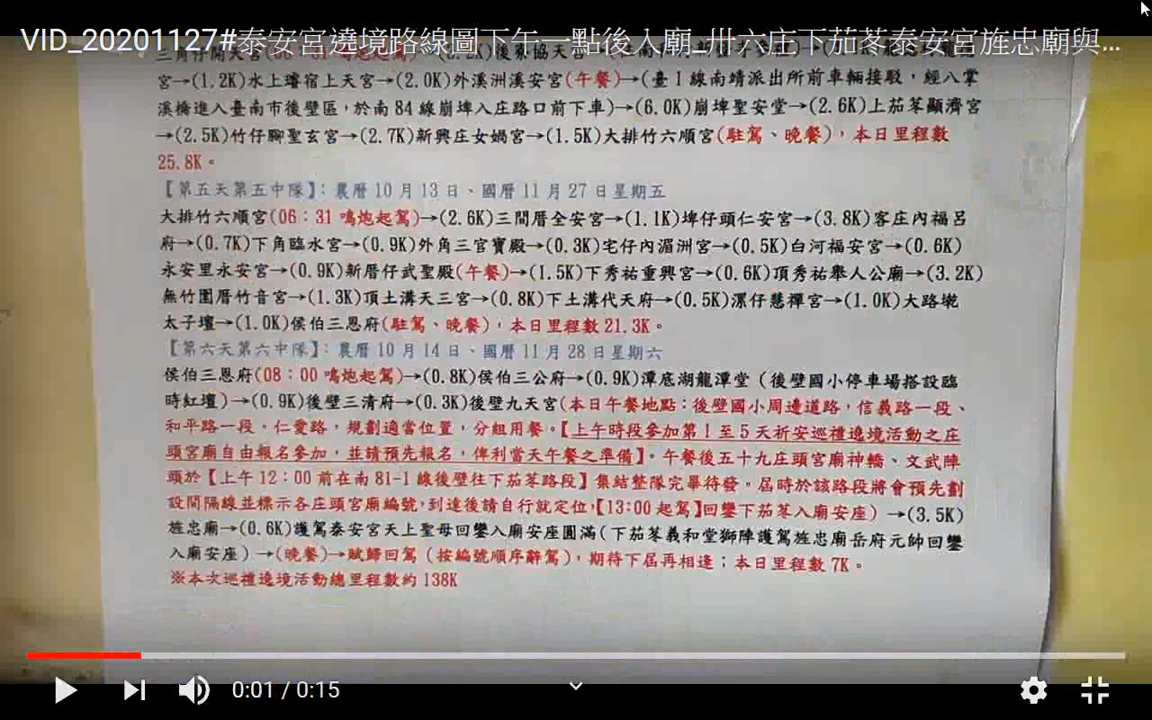 VID_20201127#泰安宮遶境路線圖下午一點後入廟_卅六庄下茄苳泰安宮旌忠廟與...
宮→(1.2K)水上璿宿上天宮→(2.0K)外溪洲溪安宮(午餐)→(臺1線南靖派出所前車輛接駁，經八掌
溪橋進入臺南市後壁區，於南84線崩埤入庄路口前下車)→(6.0K)崩埤聖安堂→(2.6K)上茄苳顯濟宮
→(2.5K)竹仔腳聖玄宮→(2.7K)新興庄女媧宮→(1.5K)大排竹六順宮(駐駕、晚餐)，本日里程數
25.8K。
【第五天第五中隊】：農曆10月13日、國曆11月27日星期五
大排竹六順宮(06：31鳴炮起駕)→(2.6K)三間厝全安宮→(1.1K)埤仔頭仁安宮→(3.8K)客庄內福呂
府→(0.7K)下角臨水宮→(0.9K)外角三官寶殿→(0.3K)宅仔內湄洲宮→(0.5K)白河福安宮→(0.6K)
永安里永安宮→(0.9K)新厝仔武聖殿(午餐)→(1.5K)下秀祐重興宮→(0.6K)頂秀祐舉人公廟→(3.2K)
無竹圍厝竹音宮→(1.3K)頂土溝天三宮→(0.8K)下土溝代天府→(0.5K)漯仔慧禪宮→(1.0K)大路墘
太子壇→(1.0K)侯伯三恩府(駐駕、晚餐)，本日里程數21.3K。
【第六天第六中隊】：農曆10月14日、國曆11月28日星期六
侯伯三恩府(08：00鳴炮起駕)→(0.8K)侯伯三公府→(0.9K)潭底湖龍潭堂（後壁國小停車場搭設臨
時紅壇）→(0.9K)後壁三清府→(0.3K)後壁九天宮(本日午餐地點：後壁國小周邊道路，信義路一段、
和平路一段、仁愛路，規劃適當位置，分組用餐。【上午時段參加第1至5天祈安巡禮遶境活動之庄
頭宮廟自由報名參加，並請預先報名，俾利當天午餐之準備】。午餐後五十九庄頭宮廟神轎、文武陣
頭於【上午12：00前在南81-1線後壁往下茄苳路段】集結整隊完畢待發。屆時於該路段將會預先劃
設間隔線並標示各庄頭宮廟編號，到達後請自行就定位，【13:00起駕】回鑾下茄苳入廟安座）→(3.5K)
旌忠廟→(0.6K)護駕泰安宮天上聖母回鑾入廟安座圓滿(下茄苳義和堂獅陣護駕旌忠廟岳府元帥回鑾
入廟安座）→(晚餐)→賦歸回駕（按編號順序辭駕），期待下屆再相逢；本日里程數7K。
※本次巡禮遶境活動總里程數約138K
0:01 / 0:15